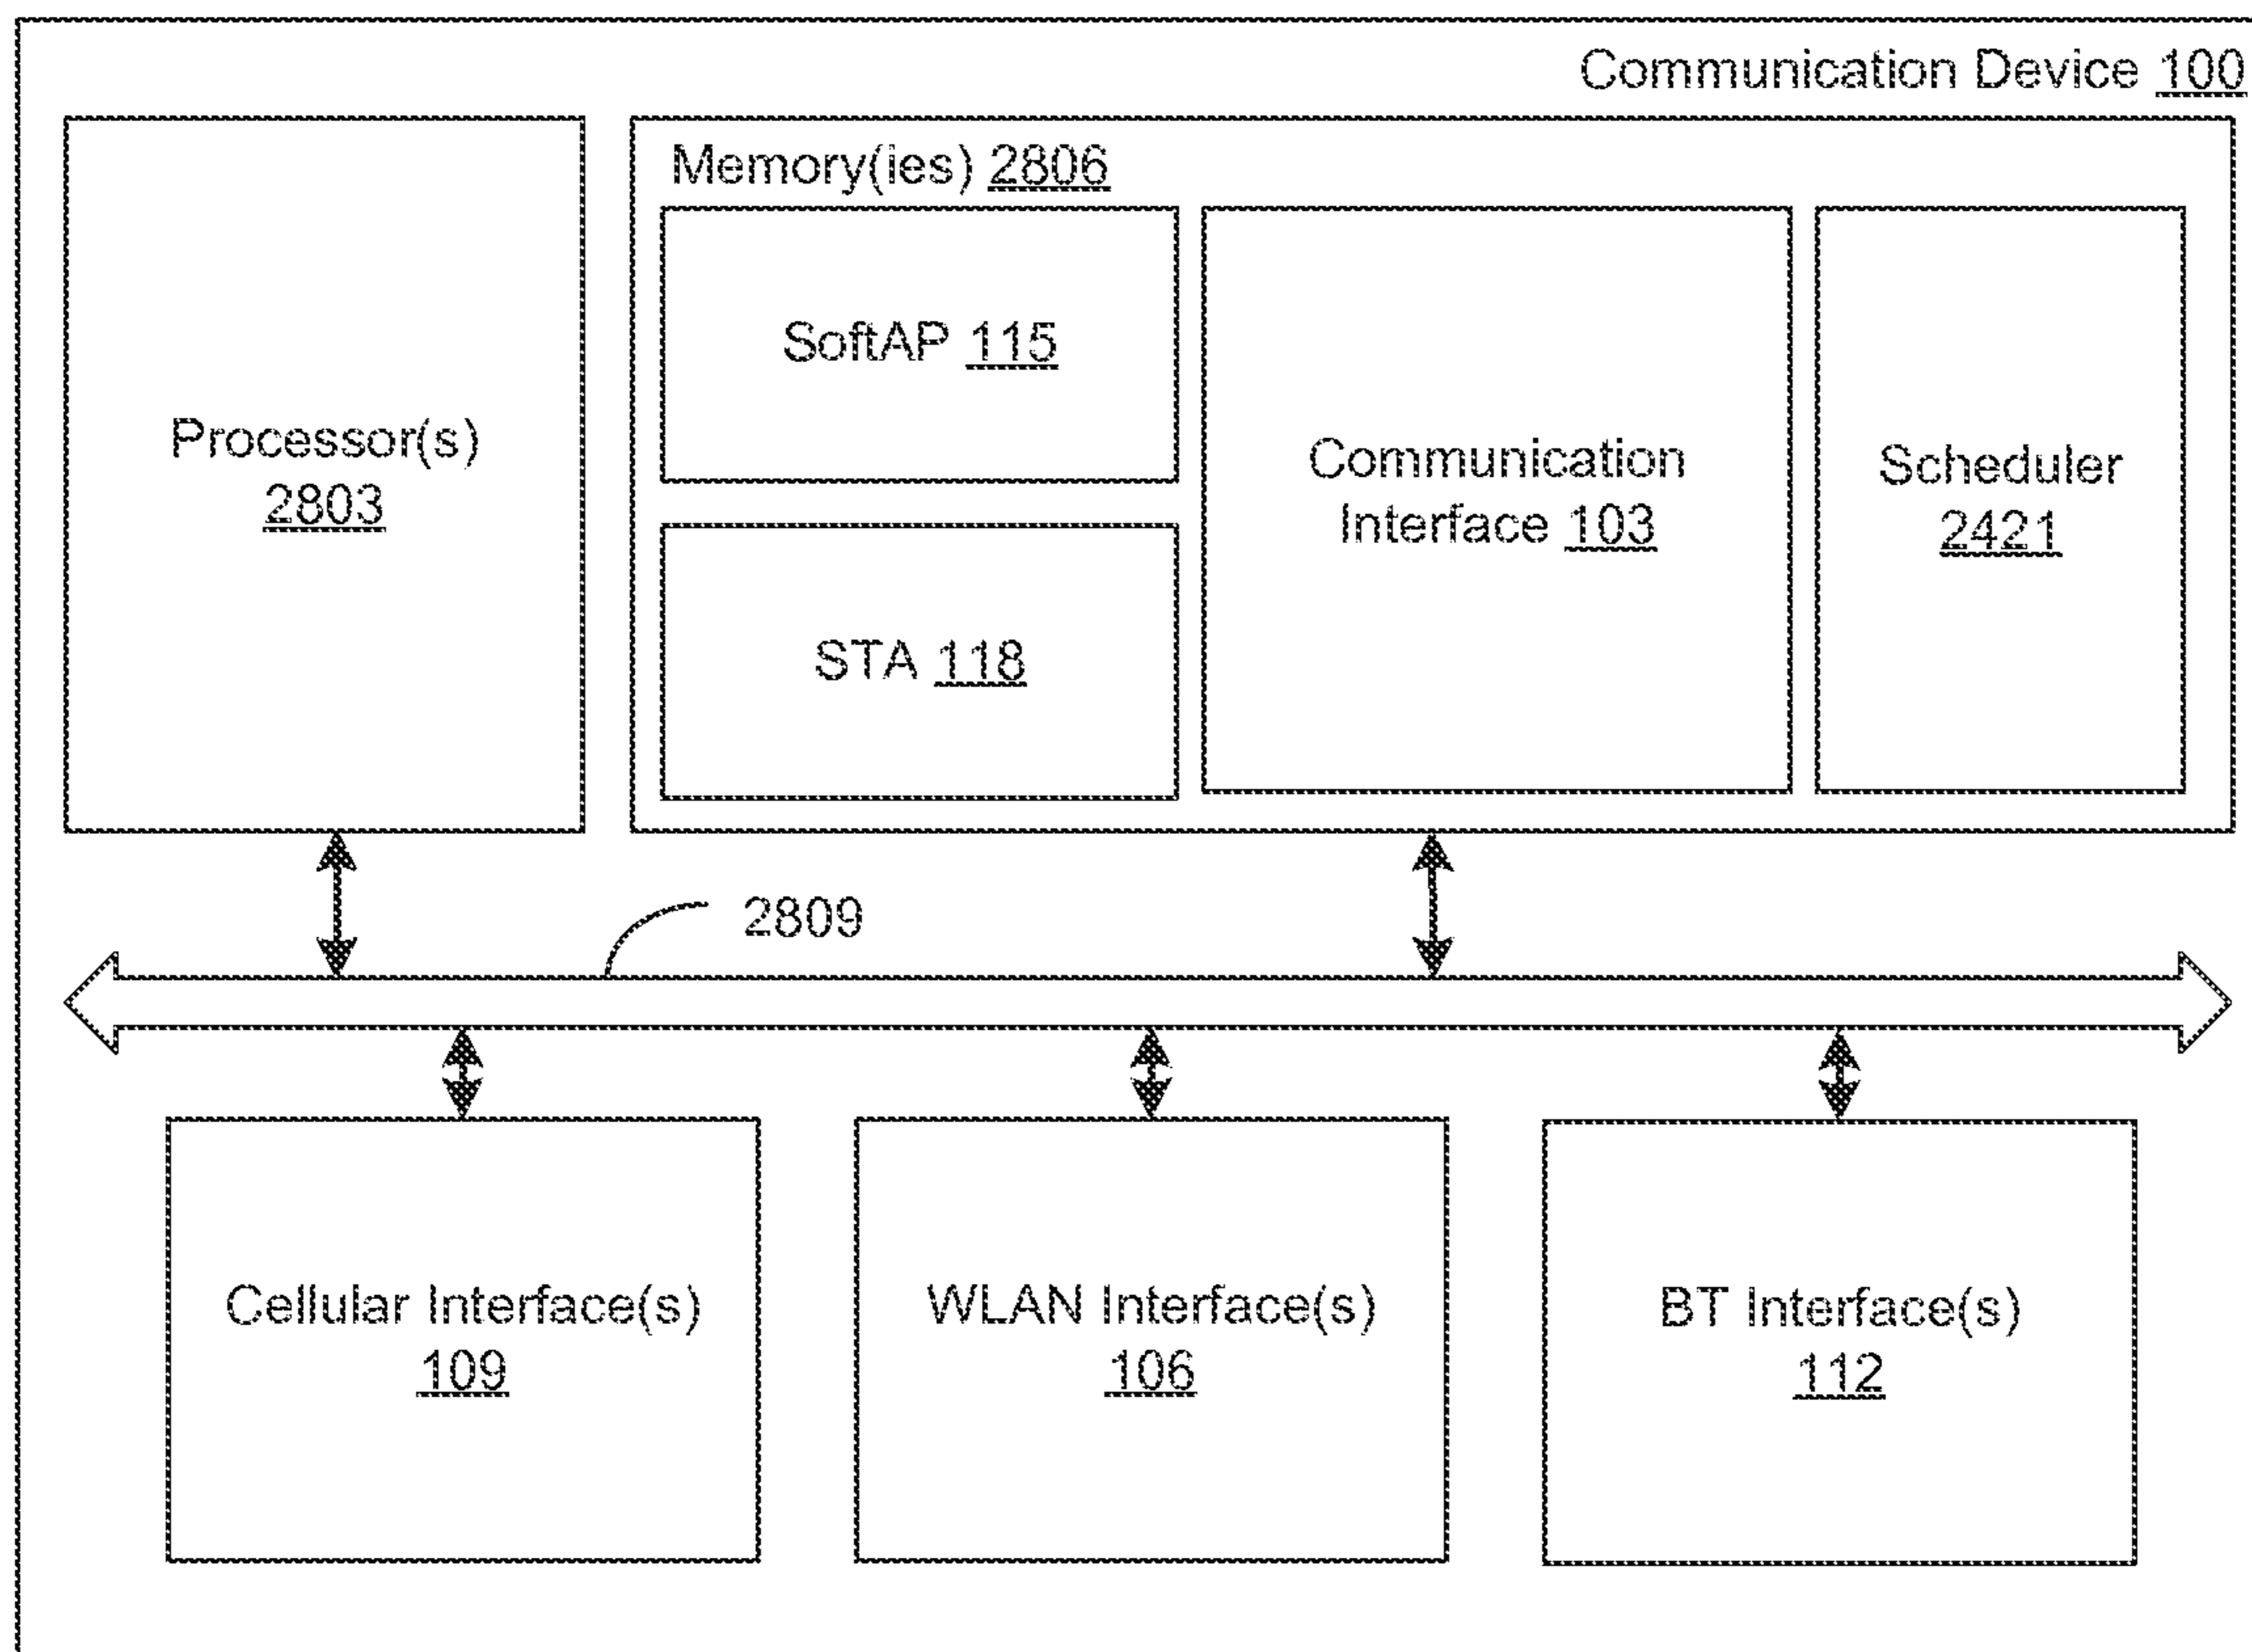 Communication Device 100
Memory(ies) 2806
Processor(s)
2803
SoftAP 115
STA 118
Communication
Interface 103
Scheduler
2421
2809
Cellular Interface(s)
109
WLAN Interface(s)
106
BT Interface(s)
112